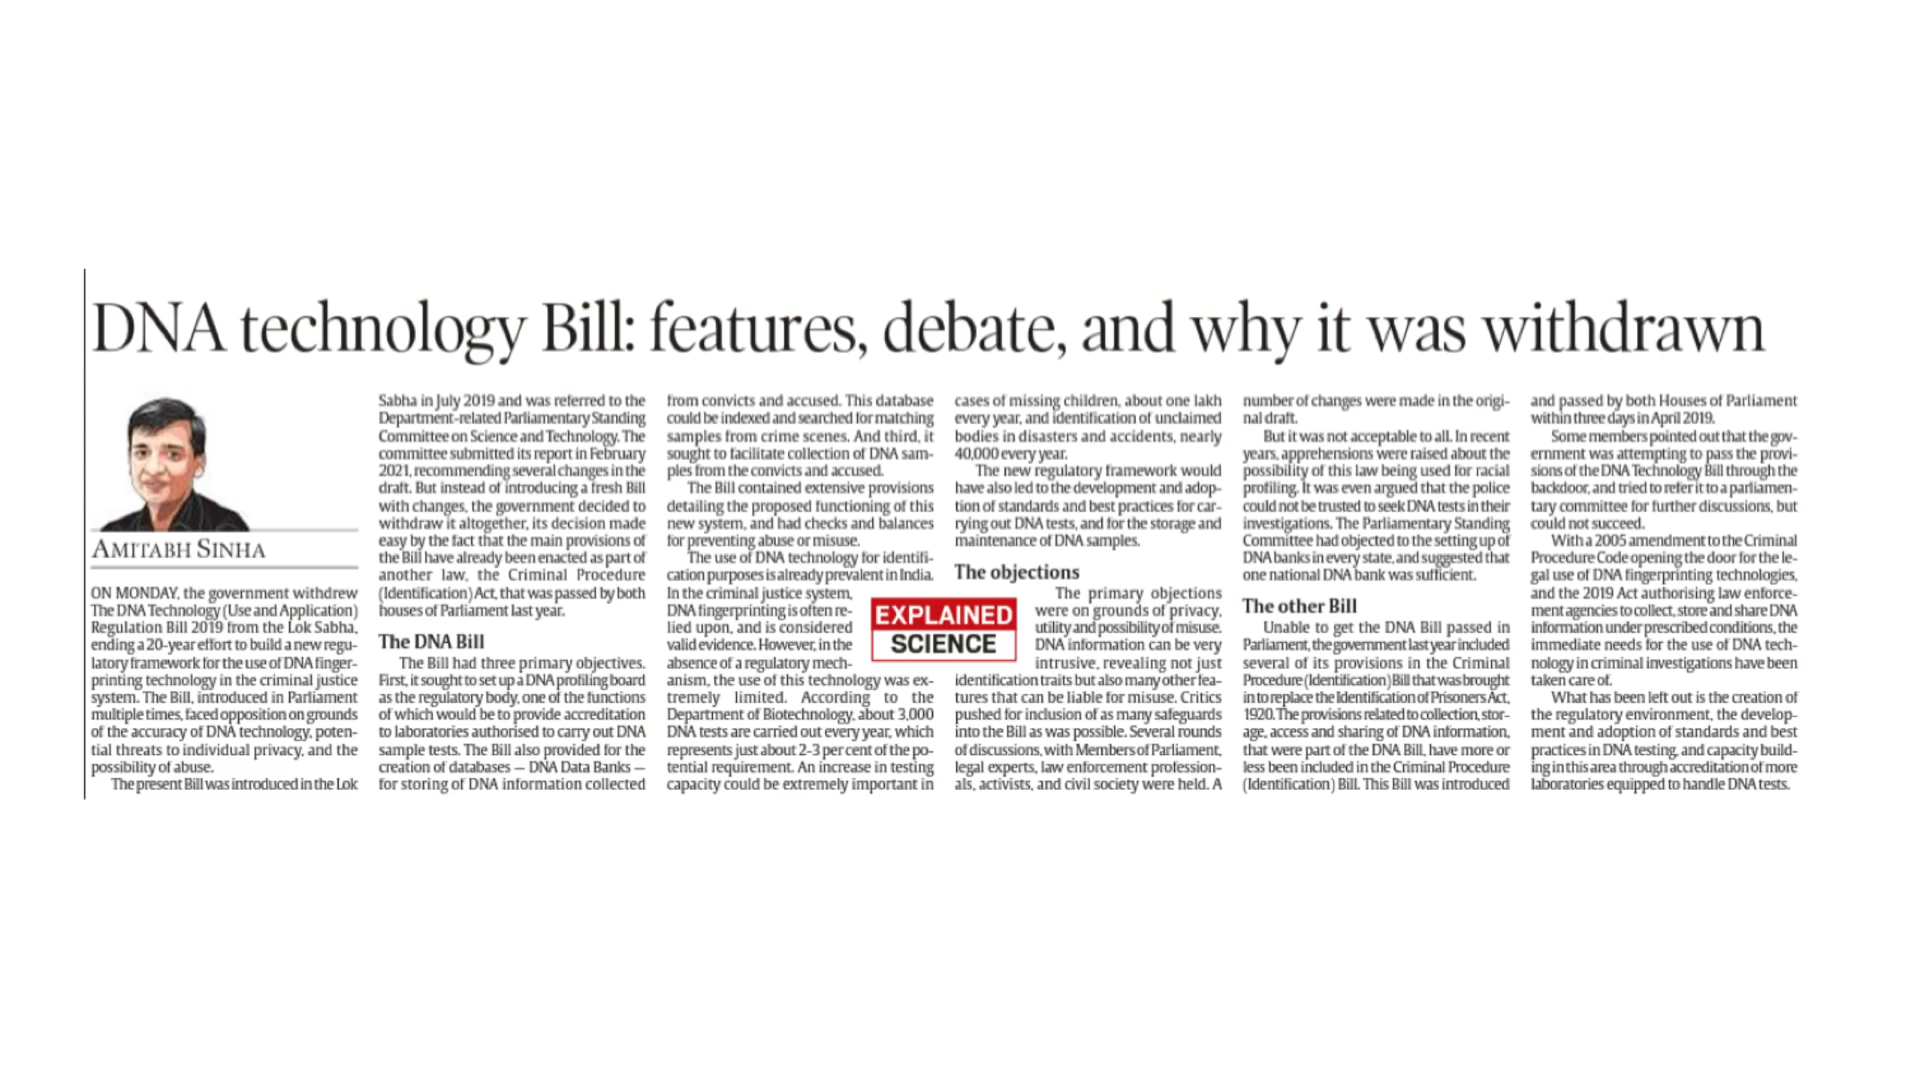 DNA technology Bill: features, debate, and why it was withdrawn
AMITABH SINHA
ON MONDAY, the government withdrew
The DNA Technology (Use and Application)
Regulation Bill 2019 from the Lok Sabha,
ending a 20-year effort to build a new regu-
latory framework for the use of DNA finger-
printing technology in the criminal justice
system. The Bill, introduced in Parliament
multiple times, faced opposition on grounds
of the accuracy of DNA technology, poten-
tial threats to individual privacy, and the
possibility of abuse.
The present Bill was introduced in the Lok
Sabha in July 2019 and was referred to the
Department-related Parliamentary Standing
Committee on Science and Technology. The
committee submitted its report in February
2021, recommending several changes in the
draft. But instead of introducing a fresh Bill
with changes, the government decided to
withdraw it altogether, its decision made
easy by the fact that the main provisions of
the Bill have already been enacted as part of
another law, the Criminal Procedure
(Identification) Act, that was passed by both
houses of Parliament last year.
The DNA Bill
The Bill had three primary objectives.
First, it sought to set up a DNA profiling board
as the regulatory body, one of the functions
of which would be to provide accreditation
to laboratories authorised to carry out DNA
sample tests. The Bill also provided for the
creation of databases — DNA Data Banks —
for storing of DNA information collected
from convicts and accused. This database
could be indexed and searched for matching
samples from crime scenes. And third, it
sought to facilitate collection of DNA sam-
ples from the convicts and accused.
The Bill contained extensive provisions
detailing the proposed functioning of this
new system, and had checks and balances
for preventing abuse or misuse.
The use of DNA technology for identifi-
cation purposes is already prevalent in India.
In the criminal justice system,
DNA fingerprinting is often re-
lied upon, and is considered
valid evidence. However, in the
absence of a regulatory mech-
anism, the use of this technology was ex-
tremely limited. According to the
Department of Biotechnology, about 3,000
DNA tests are carried out every year, which
represents just about 2-3 per cent of the po-
tential requirement. An increase in testing
capacity could be extremely important in
EXPLAINED
SCIENCE
cases of missing children, about one lakh
every year, and identification of unclaimed
bodies in disasters and accidents, nearly
40,000 every year.
The new regulatory framework would
have also led to the development and adop-
tion of standards and best practices for car-
rying out DNA tests, and for the storage and
maintenance of DNA samples.
The objections
The primary objections
were on grounds of privacy,
utility and possibility of misuse.
DNA information can be very
intrusive, revealing not just
identification traits but also many other fea-
tures that can be liable for misuse. Critics
pushed for inclusion of as many safeguards
into the Bill as was possible. Several rounds
of discussions, with Members of Parliament,
legal experts, law enforcement profession-
als, activists, and civil society were held. A
number of changes were made in the origi-
nal draft.
But it was not acceptable to all. In recent
years, apprehensions were raised about the
possibility of this law being used for racial
profiling. It was even argued that the police
could not be trusted to seek DNA tests in their
investigations. The Parliamentary Standing
Committee had objected to the setting up of
DNA banks in every state, and suggested that
one national DNA bank was sufficient.
The other Bill
Unable to get the DNA Bill passed in
Parliament, the government last year included
several of its provisions in the Criminal
Procedure (Identification) Bill that was brought
in to replace the Identification of Prisoners Act,
1920. The provisions related to collection, stor-
age, access and sharing of DNA information,
that were part of the DNA Bill, have more or
less been included in the Criminal Procedure
(Identification) Bill. This Bill was introduced
and passed by both Houses of Parliament
within three days in April 2019.
Some members pointed out that the gov-
ernment was attempting to pass the provi-
sions of the DNA Technology Bill through the
backdoor, and tried to refer it to a parliamen-
tary committee for further discussions, but
could not succeed.
With a 2005 amendment to the Criminal
Procedure Code opening the door for the le-
gal use of DNA fingerprinting technologies,
and the 2019 Act authorising law enforce-
ment agencies to collect, store and share DNA
information under prescribed conditions, the
immediate needs for the use of DNA tech-
nology in criminal investigations have been
taken care of.
What has been left out is the creation of
the regulatory environment, the develop-
ment and adoption of standards and best
practices in DNA testing, and capacity build-
ing in this area through accreditation of more
laboratories equipped to handle DNA tests.